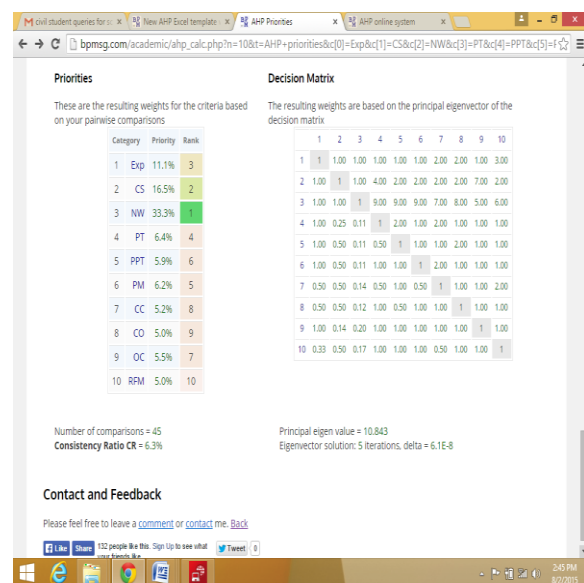 civil student queries for s
New AHP Excel template
AHP Priorities
AHP online system
bpmsg.com/academic/ahp_calc.php?n=10&t=AHP+priorities&c[0]=Exp&c[1]=CS&c[2]=NW&c[3]=PT&c[4]=PPT&c[5]=F
Priorities
Decision Matrix
These are the resulting weights for the criteria based
on your pairwise comparisons
The resulting weights are based on the principal eigenvector of the
decision matrix
Category Priority Rank
1 Exp 11.1% 3
2 CS 16.5% 2
3 NW 33.3% 1
4 PT 6.4% 4
5 PPT 5.9% 6
6 PM 6.2% 5
7 CC 5.2% 8
8 CO 5.0% 9
9 OC 5.5% 7
10 RFM 5.0% 10
1 2 3 4 5 6 7 8 9 10
1 1 1.00 1.00 1.00 1.00 1.00 2.00 2.00 1.00 3.00
2 1.00 1 1.00 4.00 2.00 2.00 2.00 2.00 7.00 2.00
3 1.00 1.00 1 9.00 9.00 9.00 7.00 8.00 5.00 6.00
4 1.00 0.25 0.11 1 2.00 1.00 2.00 1.00 1.00 1.00
5 1.00 0.50 0.11 0.50 1 1.00 1.00 2.00 1.00 1.00
6 1.00 0.50 0.11 1.00 1.00 1 2.00 1.00 1.00 1.00
7 0.50 0.50 0.14 0.50 1.00 0.50 1 1.00 1.00 2.00
8 0.50 0.50 0.12 1.00 0.50 1.00 1.00 1 1.00 1.00
9 1.00 0.14 0.20 1.00 1.00 1.00 1.00 1.00 1 1.00
10 0.33 0.50 0.17 1.00 1.00 1.00 0.50 1.00 1.00 1
Number of comparisons = 45
Consistency Ratio CR = 6.3%
Principal eigen value = 10.843
Eigenvector solution: 5 iterations, delta = 6.1E-8
Contact and Feedback
Please feel free to leave a comment or contact me. Back
Like Share 132 people like this. Sign Up to see what
your friends like.
Tweet 0
2:45 PM
8/2/2015